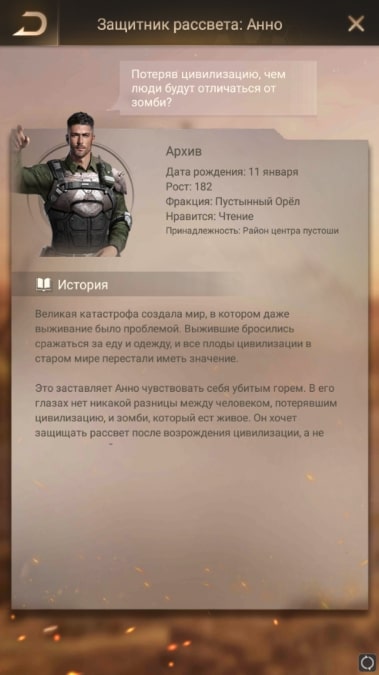 Защитник рассвета: Анно
Потеряв цивилизацию, чем
люди будут отличаться от
зомби?
Архив
Дата рождения: 11 января
Рост: 182
Фракция: Пустынный Орёл
Нравится: Чтение
Принадлежность: Район центра пустоши
История
Великая катастрофа создала мир, в котором даже
выживание было проблемой. Выжившие бросились
сражаться за еду и одежду, и все плоды цивилизации в
старом мире перестали иметь значение.
Это заставляет Анно чувствовать себя убитым горем. В его
глазах нет никакой разницы между человеком, потерявшим
цивилизацию, и зомби, который ест живое. Он хочет
защищать рассвет после возрождения цивилизации, а не